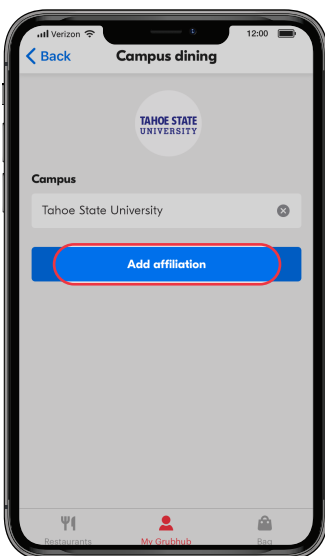 Verizon 12:00
Back Campus dining
TAHOE STATE
UNIVERSITY
Campus
Tahoe State University
Add affiliation
Restaurants My Grubhub Bag